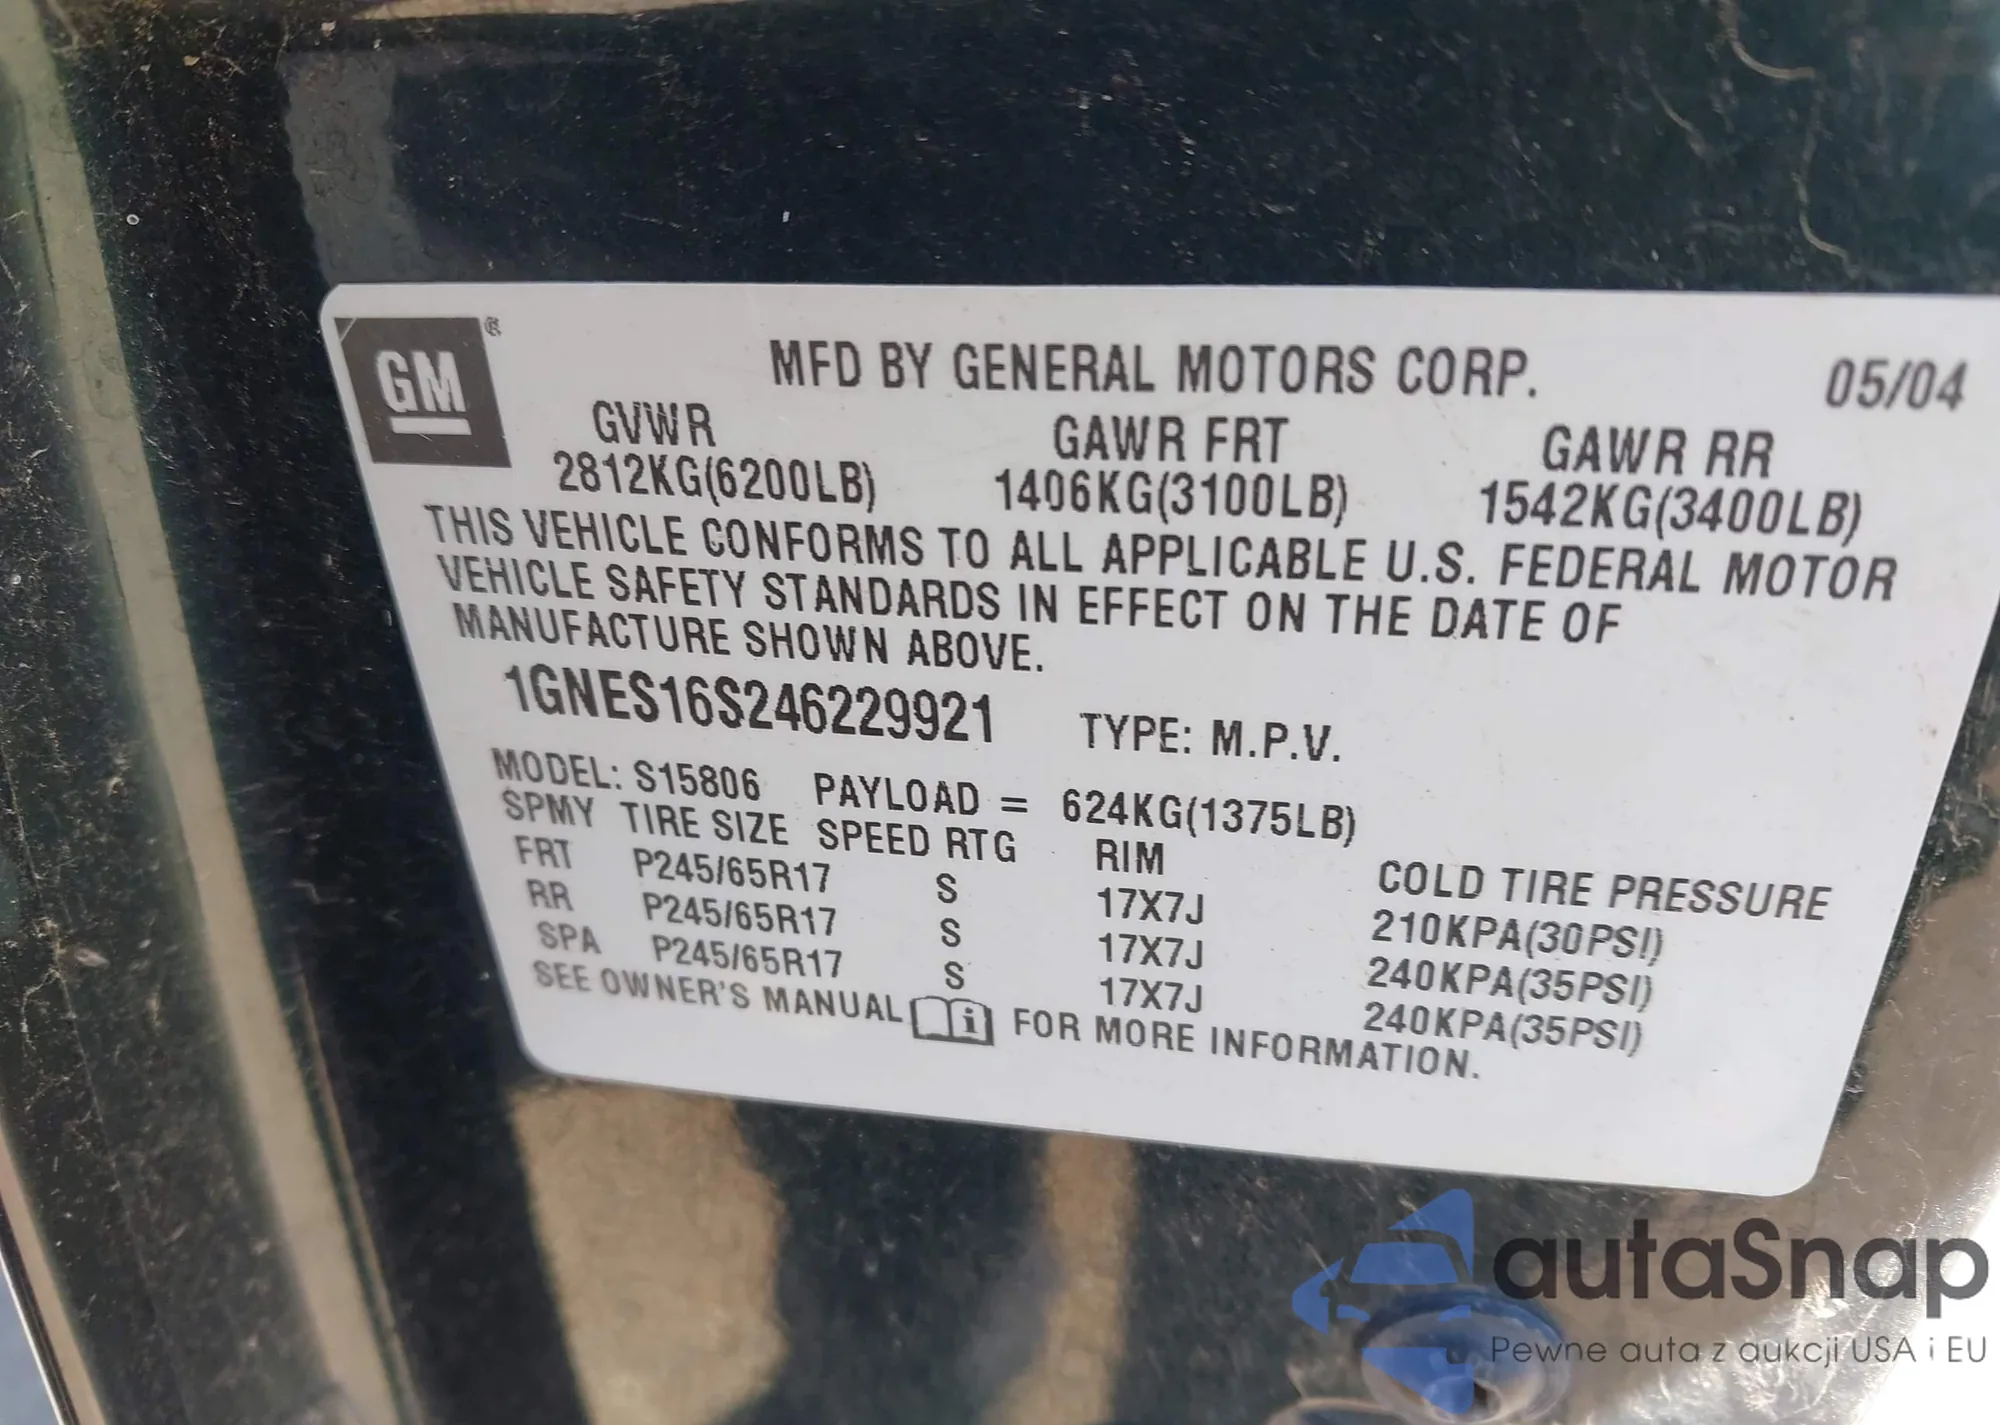 GM ®
MFD BY GENERAL MOTORS CORP. 05/04
GVWR GAWR FRT GAWR RR
2812KG(6200LB) 1406KG(3100LB) 1542KG(3400LB)
THIS VEHICLE CONFORMS TO ALL APPLICABLE U.S. FEDERAL MOTOR
VEHICLE SAFETY STANDARDS IN EFFECT ON THE DATE OF
MANUFACTURE SHOWN ABOVE.
1GNES16S246229921 TYPE: M.P.V.
MODEL: S15806 PAYLOAD = 624KG(1375LB)
SPMY TIRE SIZE SPEED RTG RIM COLD TIRE PRESSURE
FRT P245/65R17 S 17X7J 210KPA(30PSI)
RR P245/65R17 S 17X7J 240KPA(35PSI)
SPA P245/65R17 S 17X7J 240KPA(35PSI)
SEE OWNER'S MANUAL i FOR MORE INFORMATION.
autaSnap
Pewne auta z aukcji USA i EU